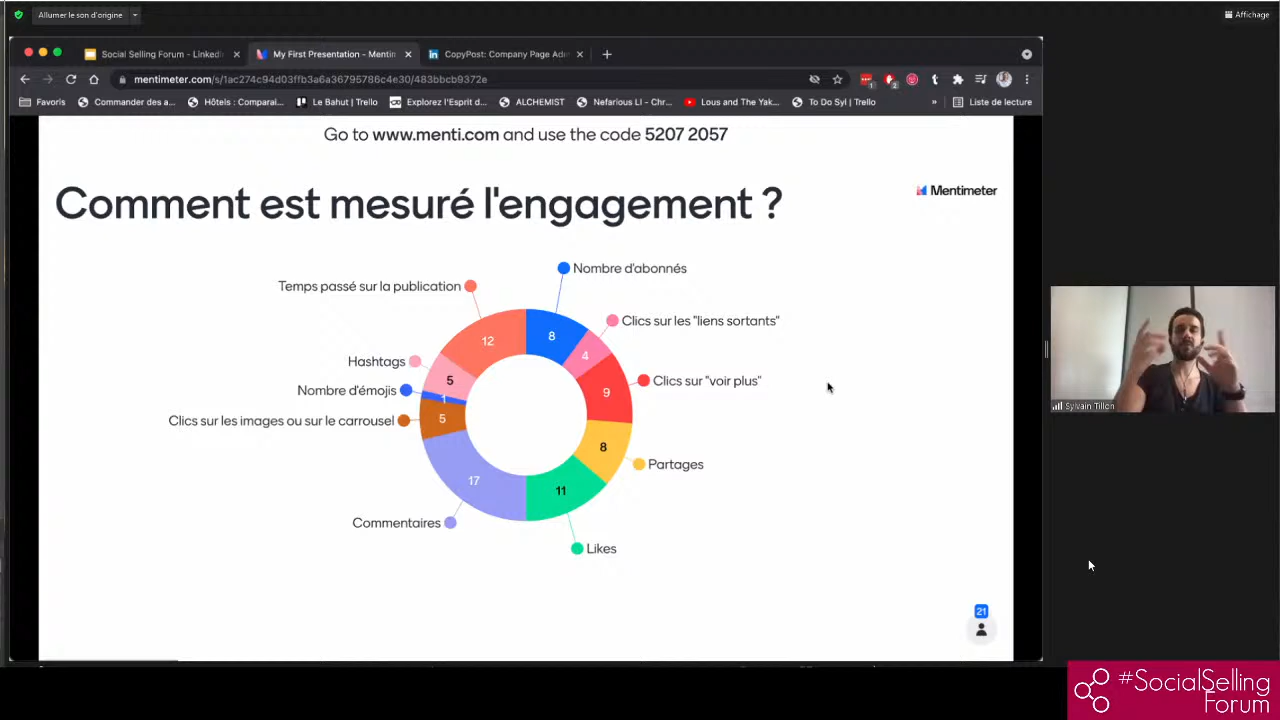 Allumer le son d'origine
Affichage
Social Selling Forum - LinkedI
My First Presentation - Mentin
CopyPost: Company Page Adm
mentimeter.com/s/1ac274c94d03ffb3a6a36795786c4e30/483bbcb9372e
1
2
Favoris
Commander des a...
Hôtels : Comparai...
Le Bahut | Trello
Explorez l'Esprit d...
ALCHEMIST
Nefarious LI - Chr...
Lous and The Yak...
To Do Syl | Trello
»
Liste de lecture
Go to www.menti.com and use the code 5207 2057
Comment est mesuré l'engagement ?
Mentimeter
Nombre d'abonnés
Temps passé sur la publication
Clics sur les "liens sortants"
8
12
4
Hashtags
5
Clics sur "voir plus"
Nombre d'émojis
1
9
Clics sur les images ou sur le carrousel
5
8
Partages
17
11
Commentaires
Likes
21
Sylvain Tillon
#SocialSelling
Forum